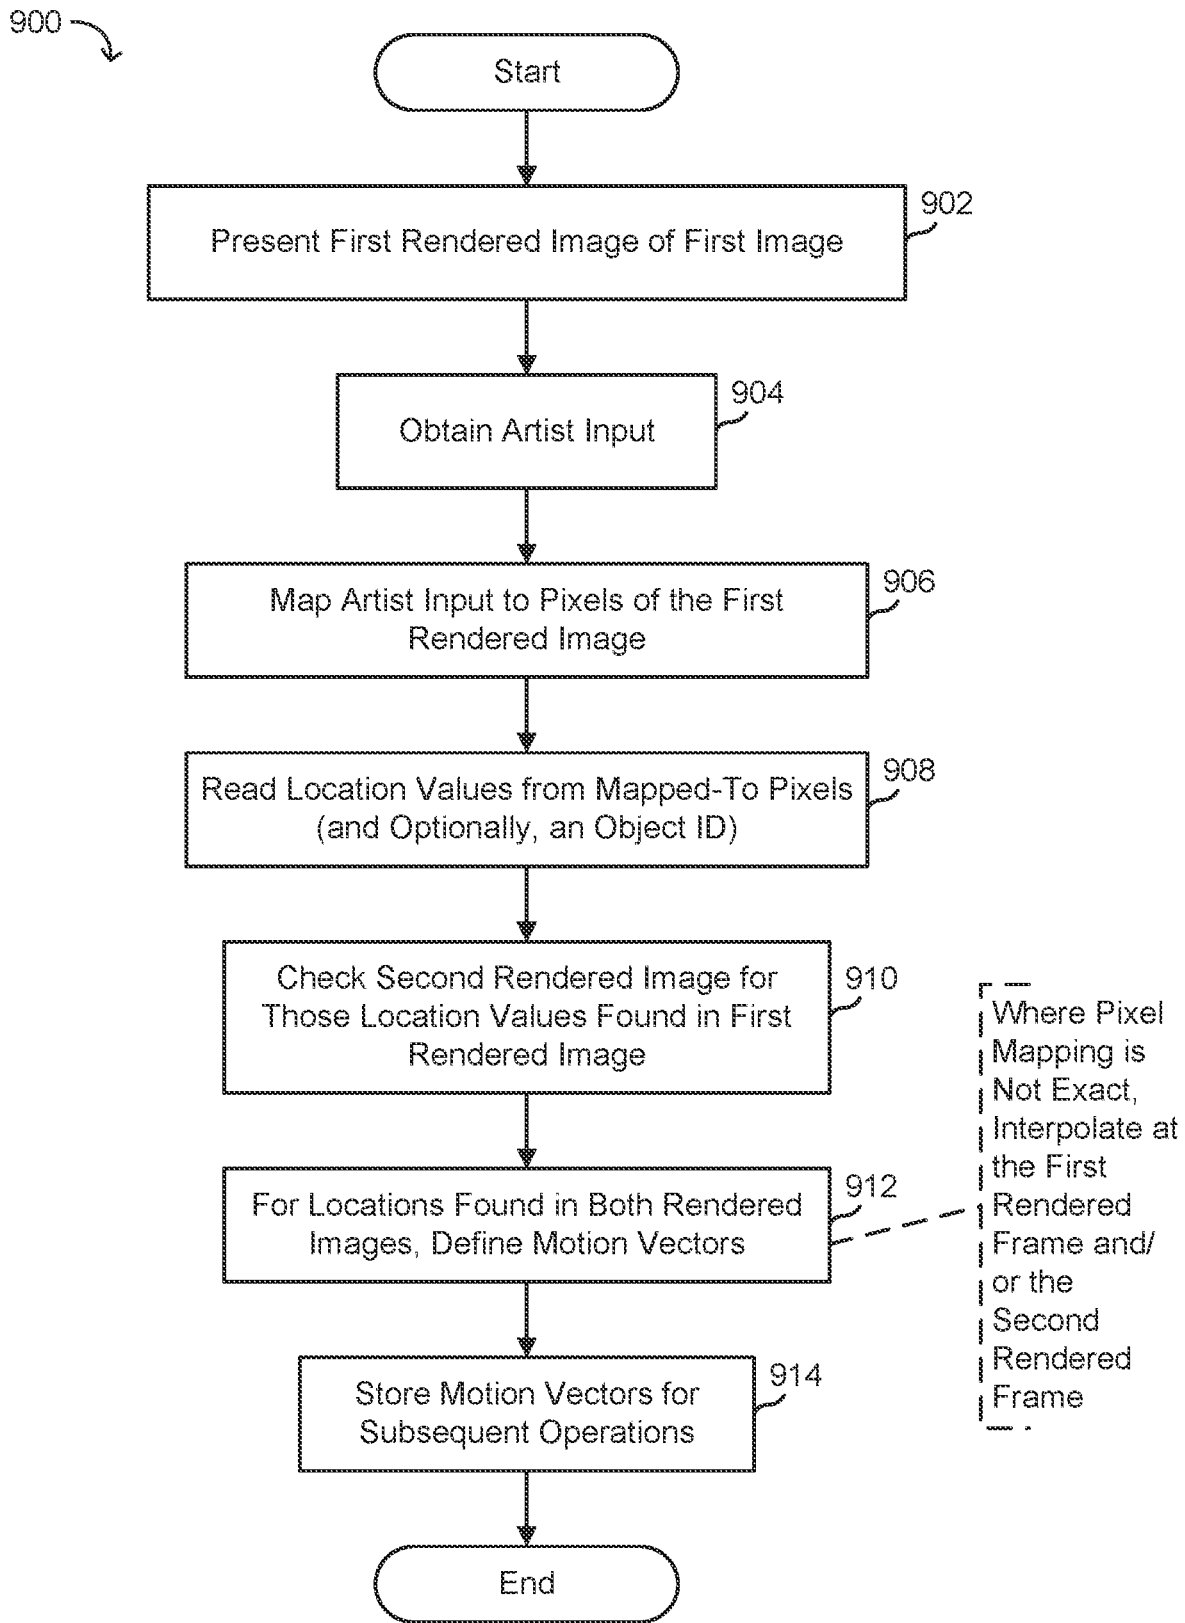 900
Start
902
Present First Rendered Image of First Image
904
Obtain Artist Input
906
Map Artist Input to Pixels of the First
Rendered Image
908
Read Location Values from Mapped-To Pixels
(and Optionally, an Object ID)
910
Check Second Rendered Image for
Those Location Values Found in First
Rendered Image
912
For Locations Found in Both Rendered
Images, Define Motion Vectors
Where Pixel
Mapping is
Not Exact,
Interpolate at
the First
Rendered
Frame and/
or the
Second
Rendered
Frame
914
Store Motion Vectors for
Subsequent Operations
End